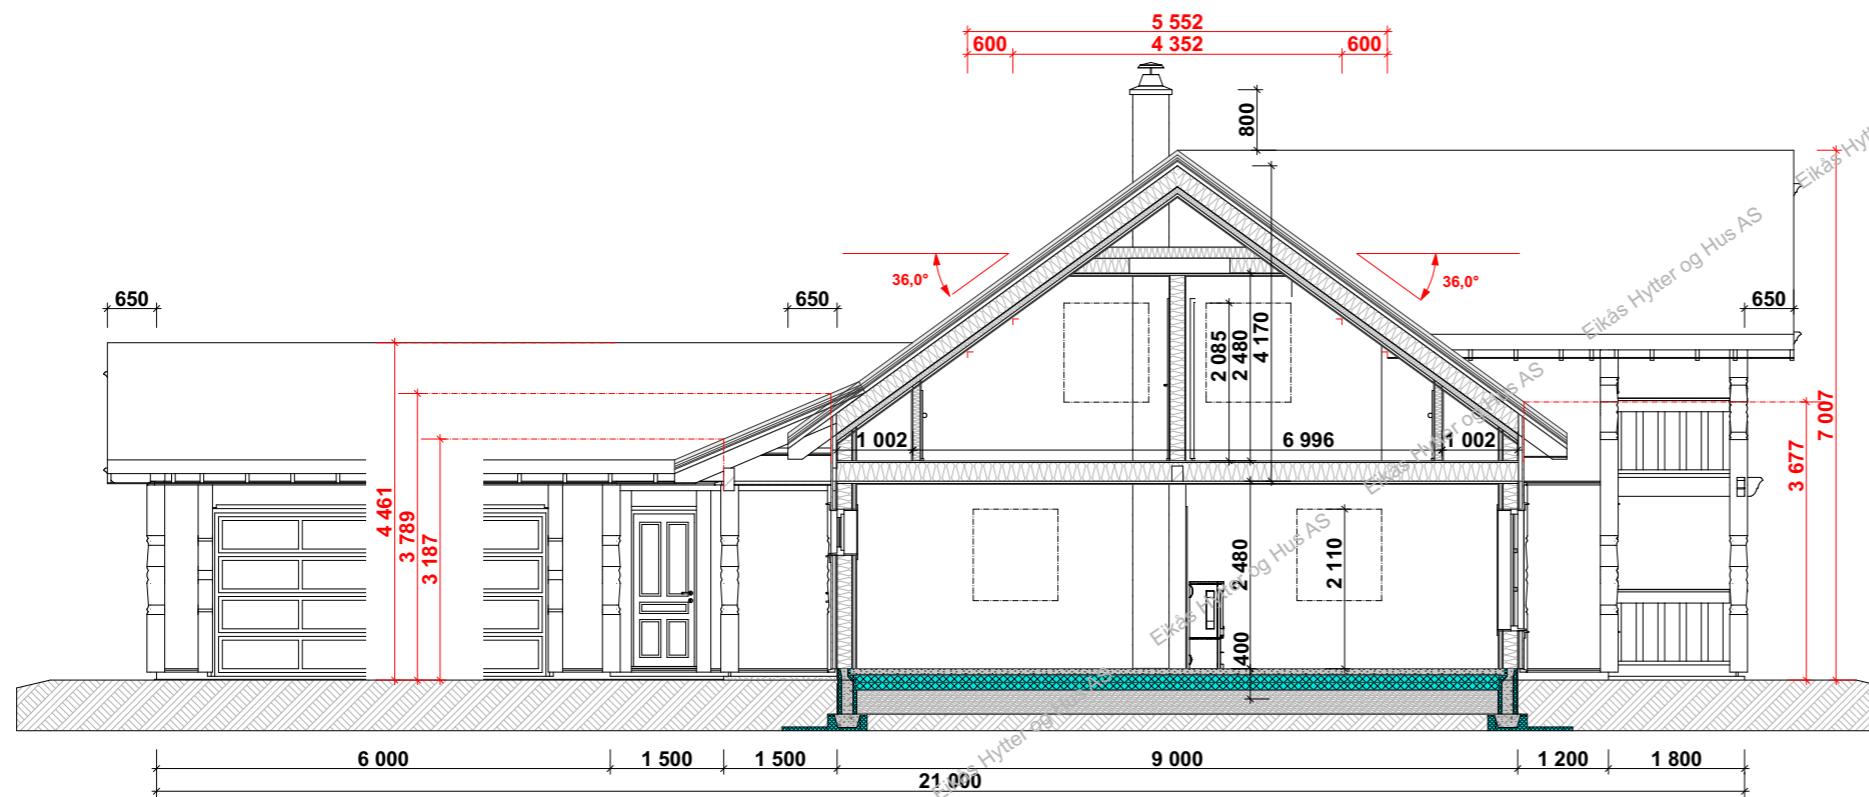 5 552
600 4 352 600
800
36,0° 36,0°
650 650 650
2 085
2 480
4 170
1 002 6 996 1 002
4 461
3 789
3 187
7 007
3 677
2 480
2 110
400
6 000 1 500 1 500 9 000 1 200 1 800
21 000
Eikås Hytt
Eikås Hytter og Hus AS
Eikås Hytter og Hus AS
Eikås Hytter og Hus AS
Eikås Hytter og Hus AS